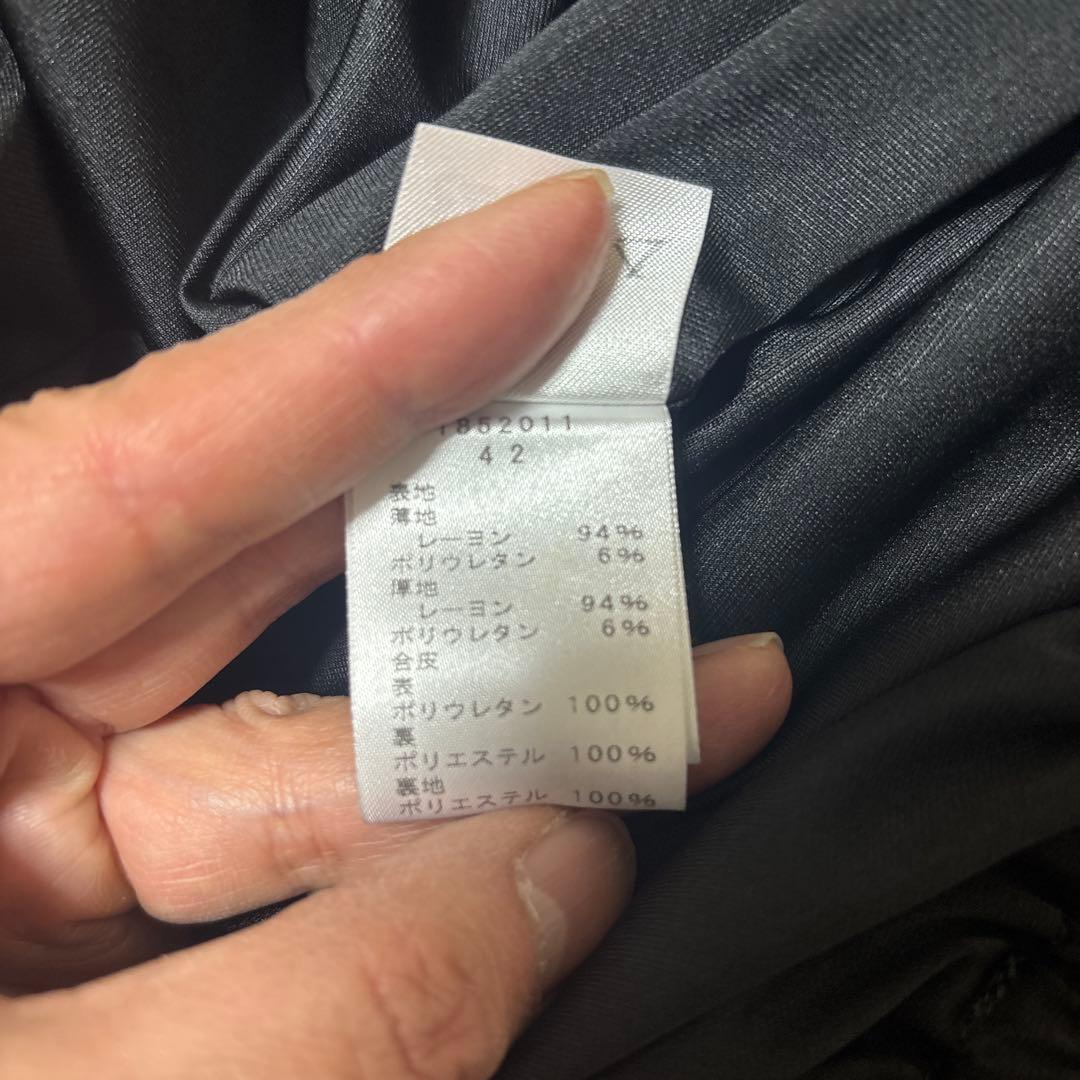 1852011
42
表地
薄地
レーヨン 94%
ポリウレタン 6%
厚地
レーヨン 94%
ポリウレタン 6%
合皮
表
ポリウレタン 100%
裏
ポリエステル 100%
裏地
ポリエステル 100%